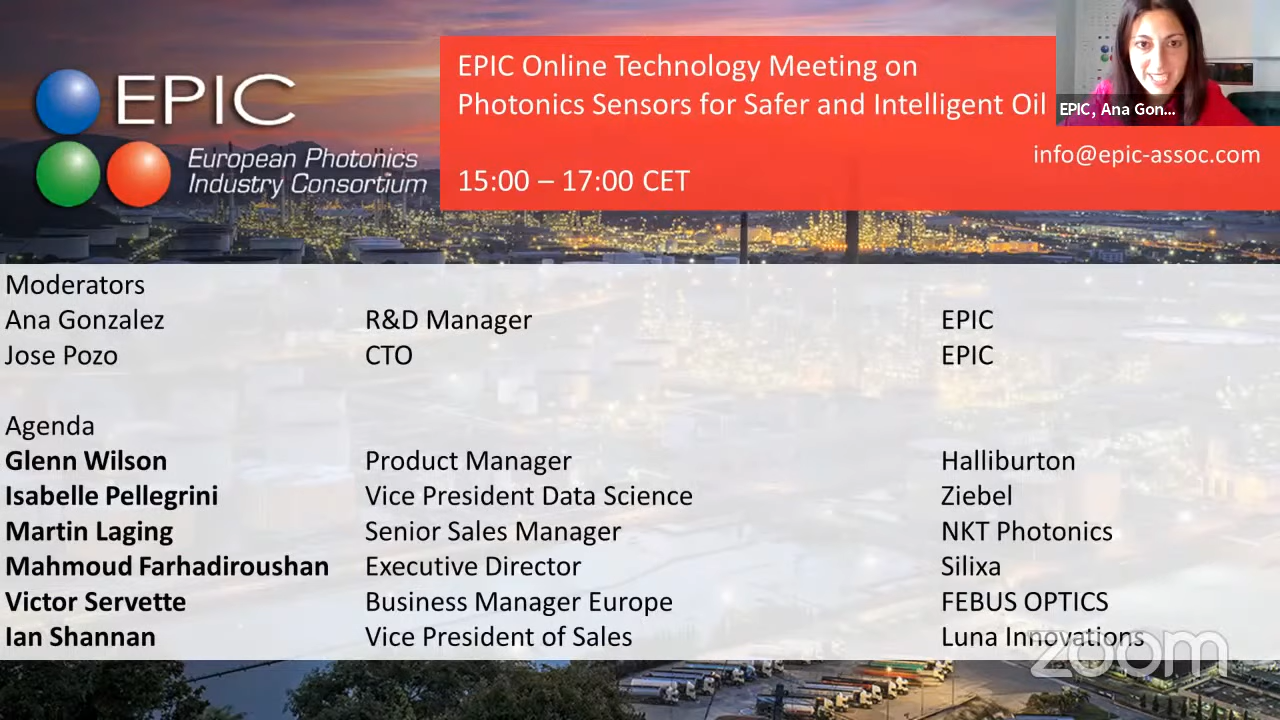 EPIC
European Photonics
Industry Consortium
EPIC Online Technology Meeting on
Photonics Sensors for Safer and Intelligent Oil
15:00 – 17:00 CET
EPIC, Ana Gon...
info@epic-assoc.com
Moderators
Ana Gonzalez R&D Manager EPIC
Jose Pozo CTO EPIC
Agenda
Glenn Wilson Product Manager Halliburton
Isabelle Pellegrini Vice President Data Science Ziebel
Martin Laging Senior Sales Manager NKT Photonics
Mahmoud Farhadiroushan Executive Director Silixa
Victor Servette Business Manager Europe FEBUS OPTICS
Ian Shannan Vice President of Sales Luna Innovations
zoom